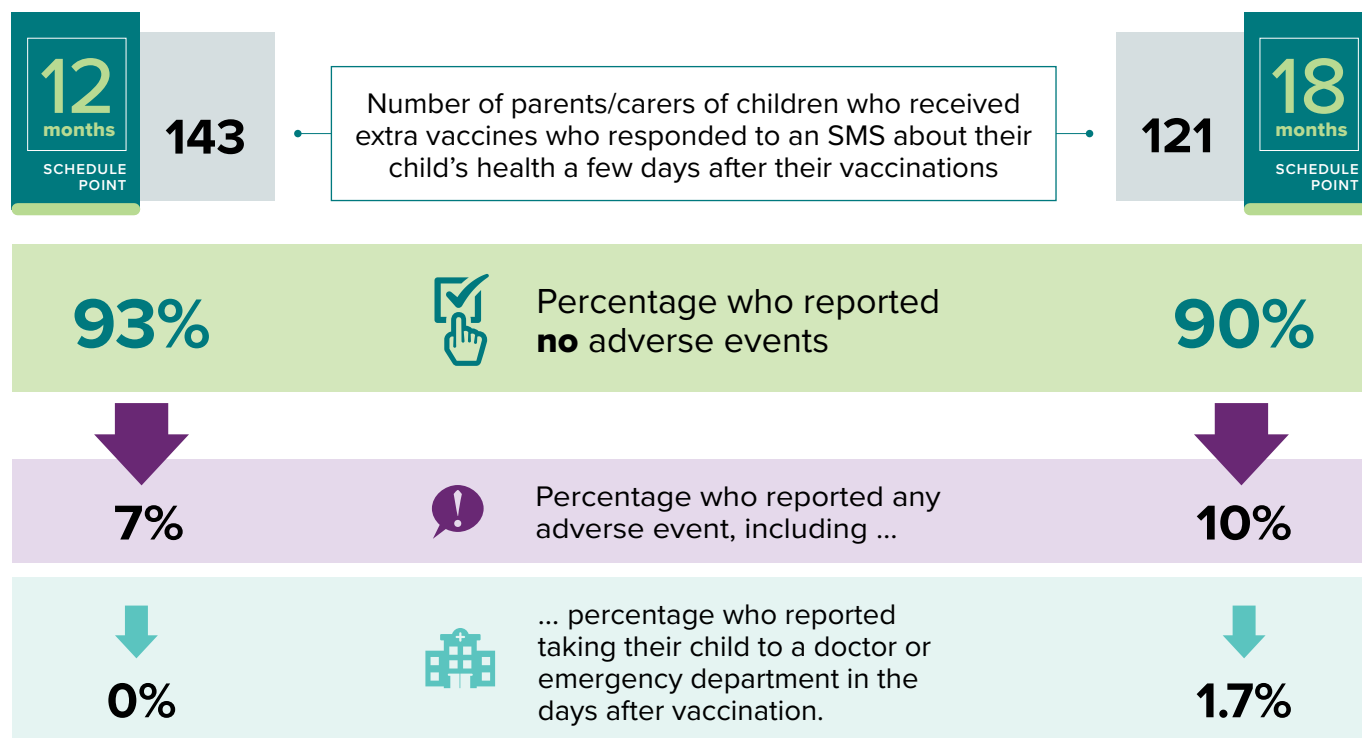 12
months
SCHEDULE
POINT
143
Number of parents/carers of children who received
extra vaccines who responded to an SMS about their
child’s health a few days after their vaccinations
121
18
months
SCHEDULE
POINT
93%
Percentage who reported
no adverse events
90%
7%
Percentage who reported any
adverse event, including ...
10%
0%
... percentage who reported
taking their child to a doctor or
emergency department in the
days after vaccination.
1.7%